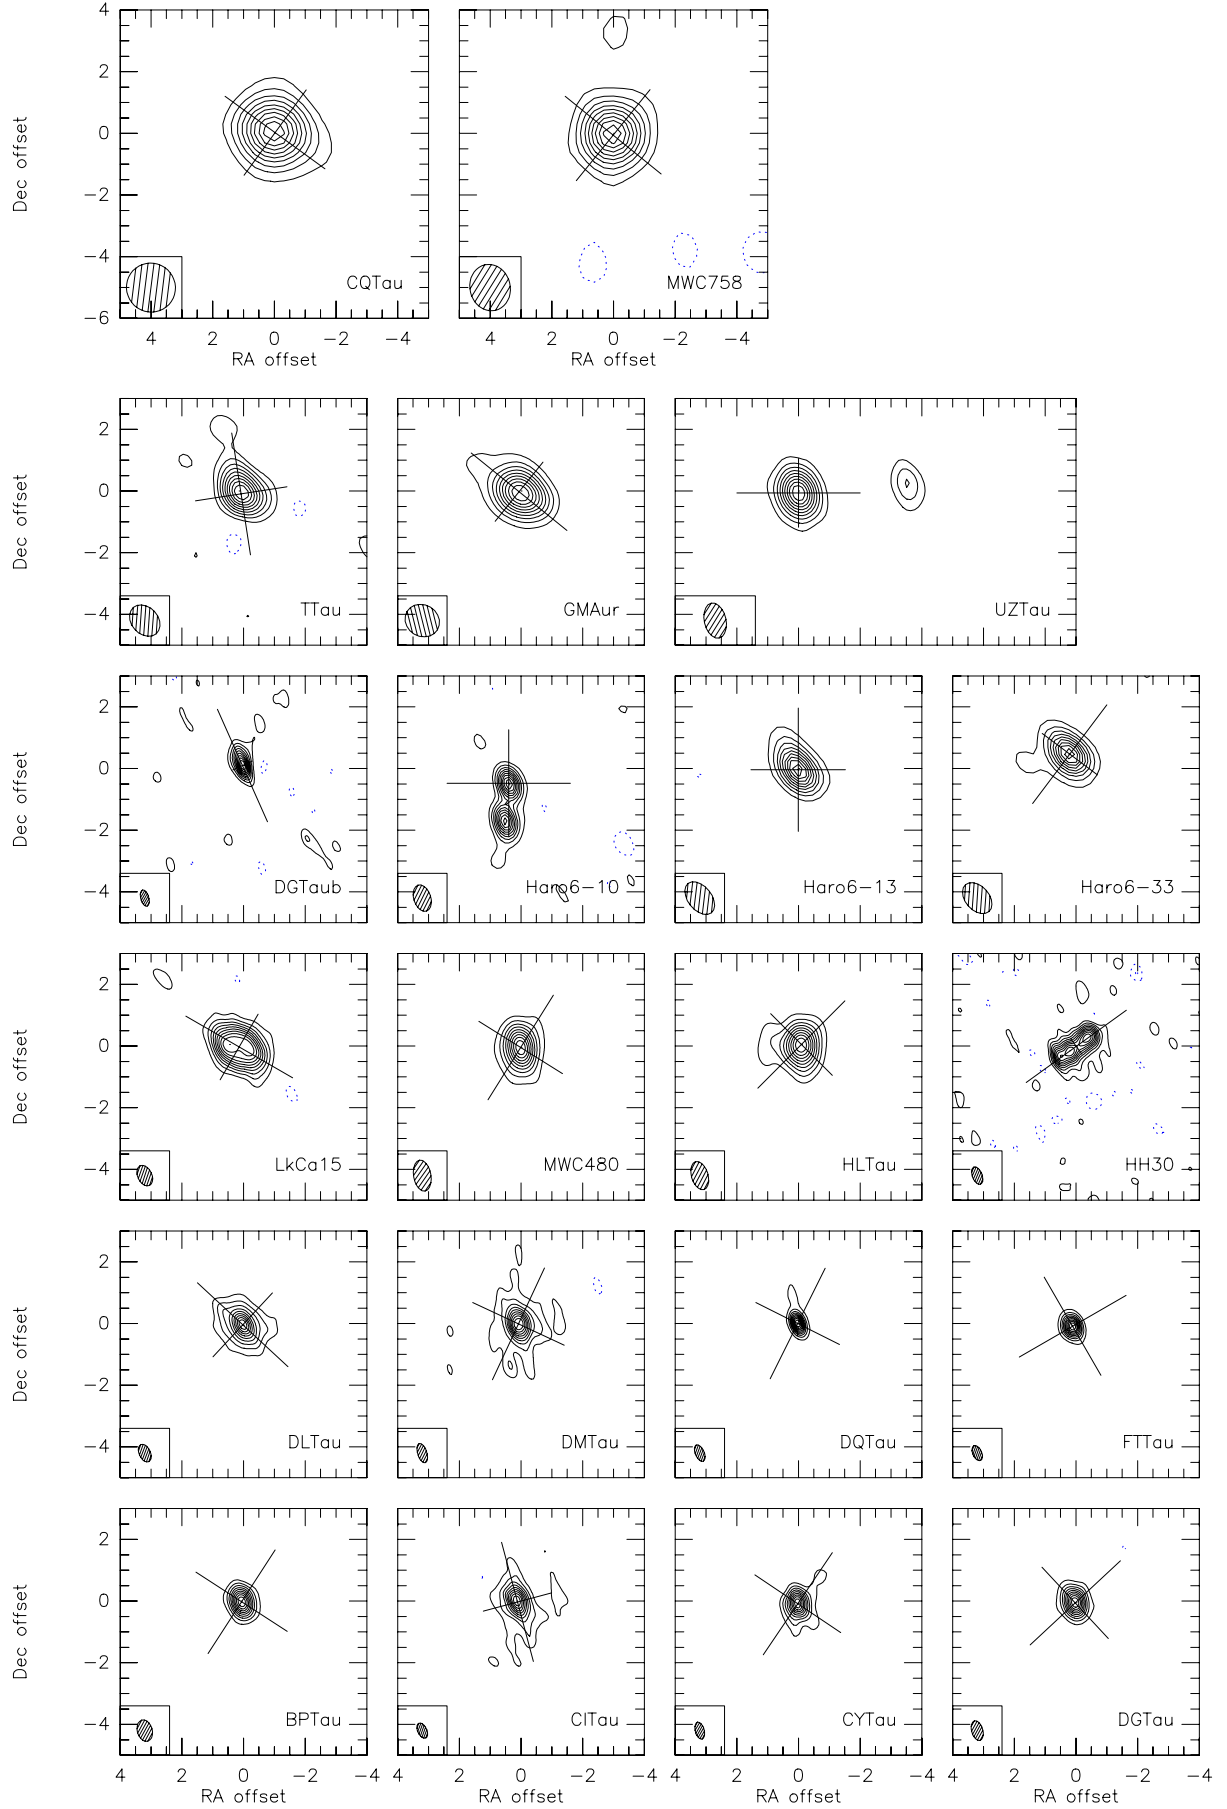 4
2
0
−2
−4
−6
Dec offset
CQTau
MWC758
4 2 0 −2 −4
4 2 0 −2 −4
RA offset
RA offset
2
0
−2
−4
Dec offset
TTau
GMAur
UZTau
2
0
−2
−4
Dec offset
DGTaub
Haro6−10
Haro6−13
Haro6−33
2
0
−2
−4
Dec offset
LkCa15
MWC480
HLTau
HH30
2
0
−2
−4
Dec offset
DLTau
DMTau
DQTau
FTTau
2
0
−2
−4
Dec offset
BPTau
CITau
CYTau
DGTau
4 2 0 −2 −4
4 2 0 −2 −4
4 2 0 −2 −4
4 2 0 −2 −4
RA offset
RA offset
RA offset
RA offset